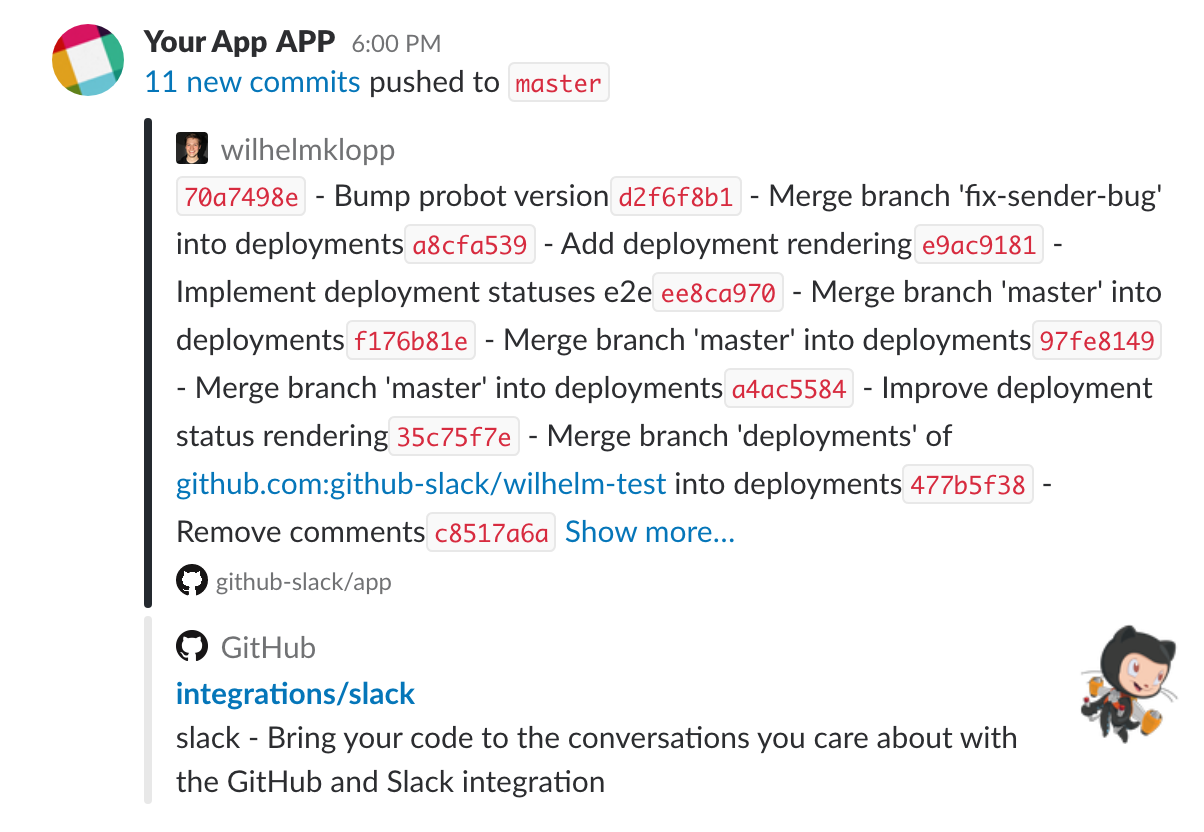 Your App APP 6:00 PM
11 new commits pushed to master
wilhelmklopp
70a7498e - Bump probot version d2f6f8b1 - Merge branch 'fix-sender-bug'
into deployments a8cfa539 - Add deployment rendering e9ac9181 -
Implement deployment statuses e2e ee8ca970 - Merge branch 'master' into
deployments f176b81e - Merge branch 'master' into deployments 97fe8149
- Merge branch 'master' into deployments a4ac5584 - Improve deployment
status rendering 35c75f7e - Merge branch 'deployments' of
github.com:github-slack/wilhelm-test into deployments 477b5f38 -
Remove comments c8517a6a Show more...
github-slack/app
GitHub
integrations/slack
slack - Bring your code to the conversations you care about with
the GitHub and Slack integration